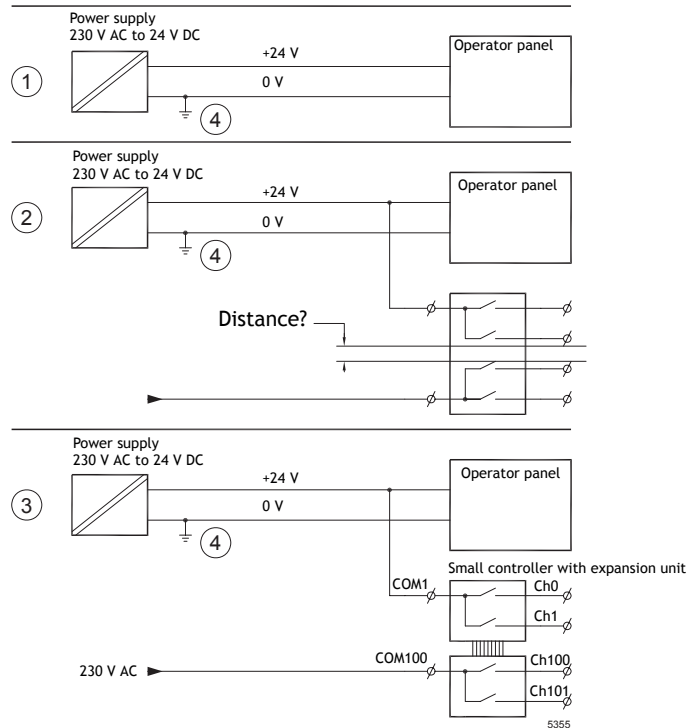 Power supply
230 V AC to 24 V DC
+24 V
Operator panel
0 V
1
4
Power supply
230 V AC to 24 V DC
+24 V
Operator panel
0 V
2
4
Distance?
Power supply
230 V AC to 24 V DC
+24 V
Operator panel
0 V
3
4
Small controller with expansion unit
COM1
Ch0
Ch1
COM100
Ch100
230 V AC
Ch101
5355